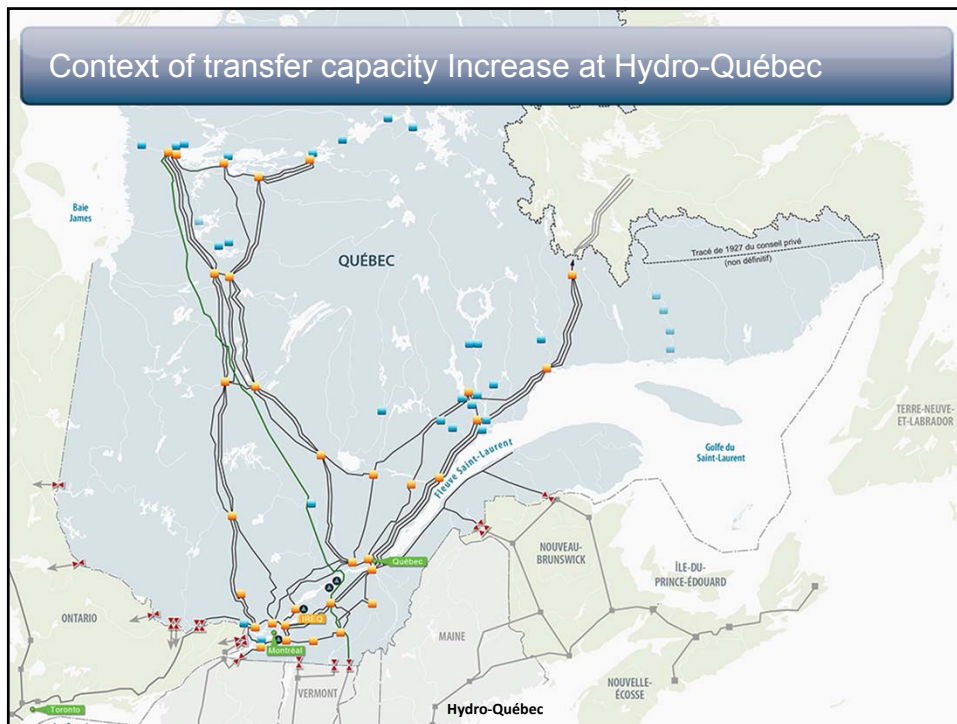 Context of transfer capacity Increase at Hydro-Québec
Baie
James
QUÉBEC
Tracé de 1927 du conseil privé
(non définitif)
TERRE-NEUVE-
ET-LABRADOR
Golfe du
Saint-Laurent
Fleuve Saint-Laurent
Québec
NOUVEAU-
BRUNSWICK
ÎLE-DU-
PRINCE-ÉDOUARD
ONTARIO
IREQ
Montréal
MAINE
VERMONT
NOUVELLE-
ÉCOSSE
Toronto
Hydro-Québec